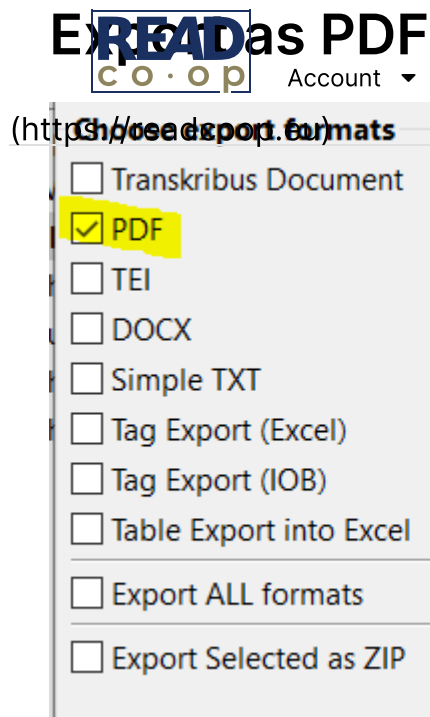 Export as PDF
READ
co·op
Account
(https://readcoop.eu)
Choose export formats
Transkribus Document
PDF
TEI
DOCX
Simple TXT
Tag Export (Excel)
Tag Export (IOB)
Table Export into Excel
Export ALL formats
Export Selected as ZIP